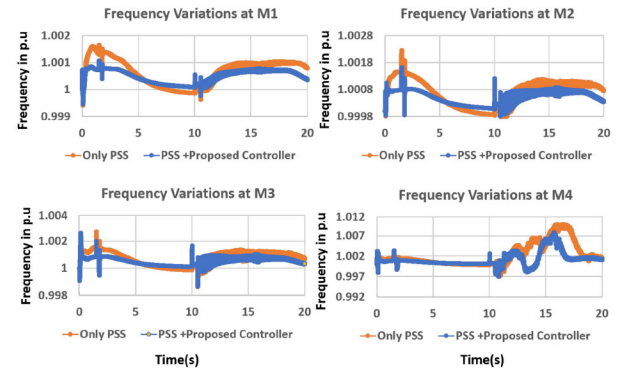 Frequency Variations at M1
Frequency in p.u
1.002
1.001
1
0.999
0 5 10 15 20
Only PSS PSS +Proposed Controller
Frequency Variations at M2
Frequency in p.u
1.0028
1.0018
1.0008
0.9998
0 5 10 15 20
Only PSS PSS +Proposed Controller
Frequency Variations at M3
Frequency in p.u
1.004
1.002
1
0.998
0 5 10 15 20
Only PSS PSS +Proposed Controller
Time(s)
Frequency Variations at M4
Frequency in p.u
1.012
1.007
1.002
0.997
0.992
0 5 10 15 20
Only PSS PSS +Proposed Controller
Time(s)